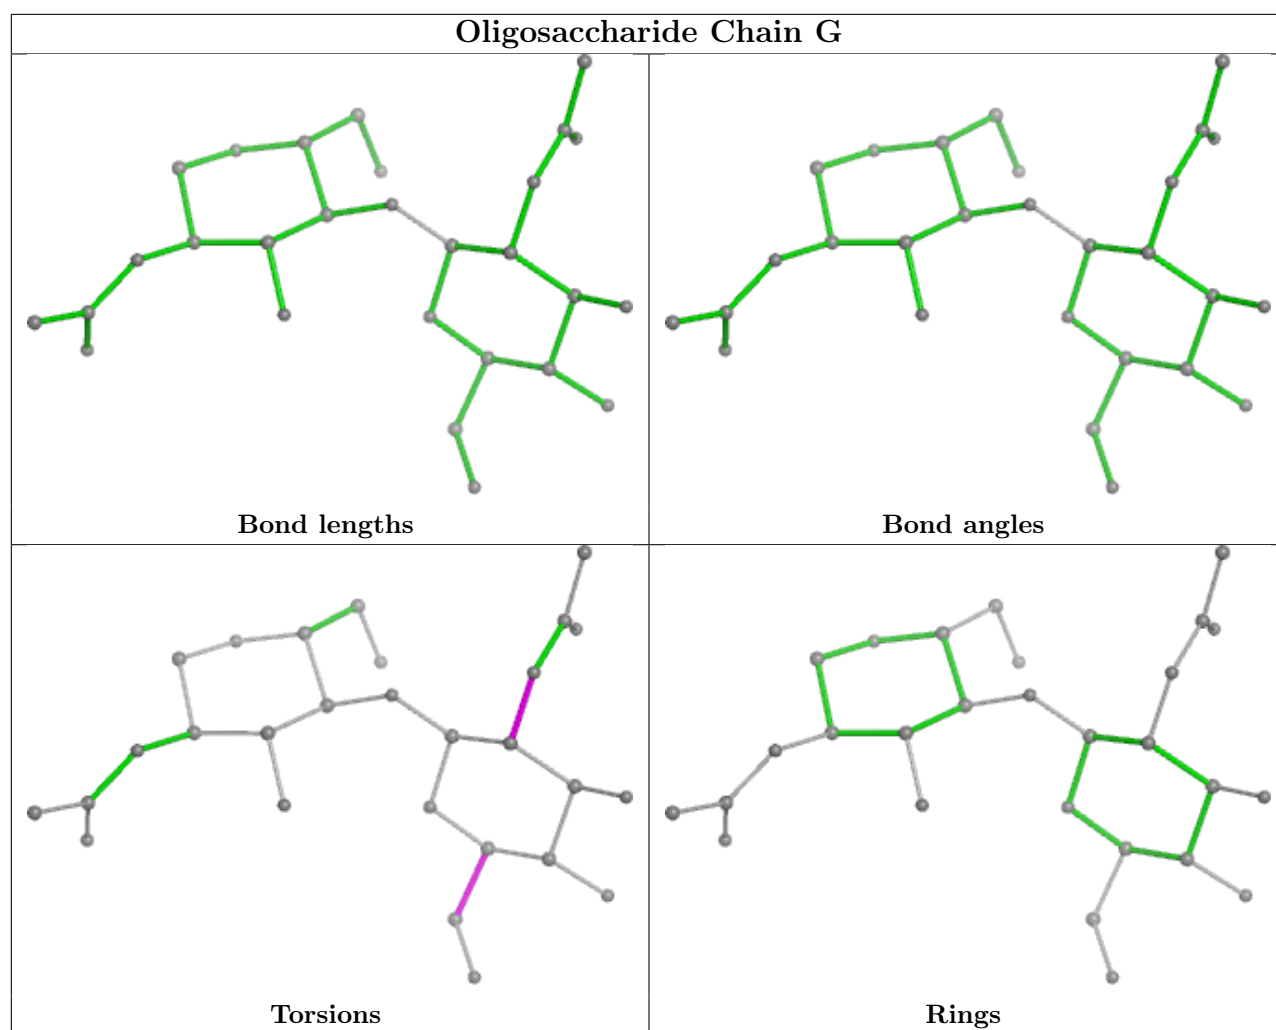 Oligosaccharide Chain G
Bond lengths
Bond angles
Torsions
Rings